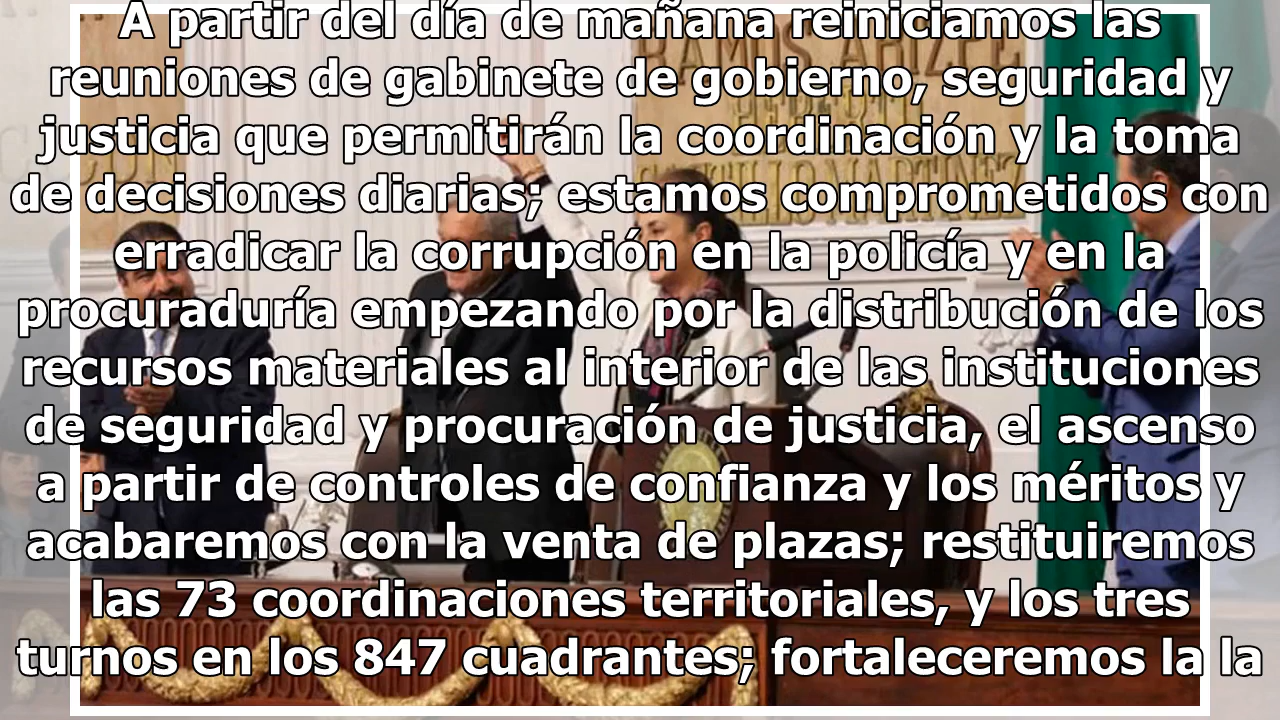 A partir del día de mañana reiniciamos las
reuniones de gabinete de gobierno, seguridad y
justicia que permitirán la coordinación y la toma
de decisiones diarias; estamos comprometidos con
erradicar la corrupción en la policía y en la
procuraduría empezando por la distribución de los
recursos materiales al interior de las instituciones
de seguridad y procuración de justicia, el ascenso
a partir de controles de confianza y los méritos y
acabaremos con la venta de plazas; restituiremos
las 73 coordinaciones territoriales, y los tres
turnos en los 847 cuadrantes; fortaleceremos la la